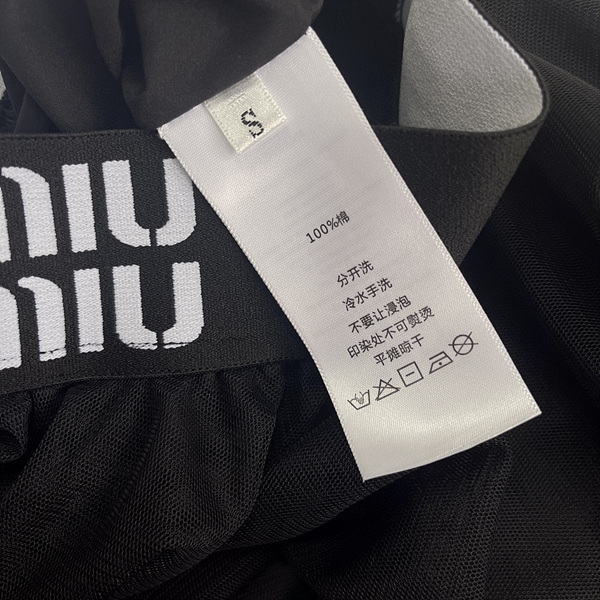 MIU
MIU
S
100%棉
分开洗
冷水手洗
不要让浸泡
印染处不可熨烫
平摊晾干